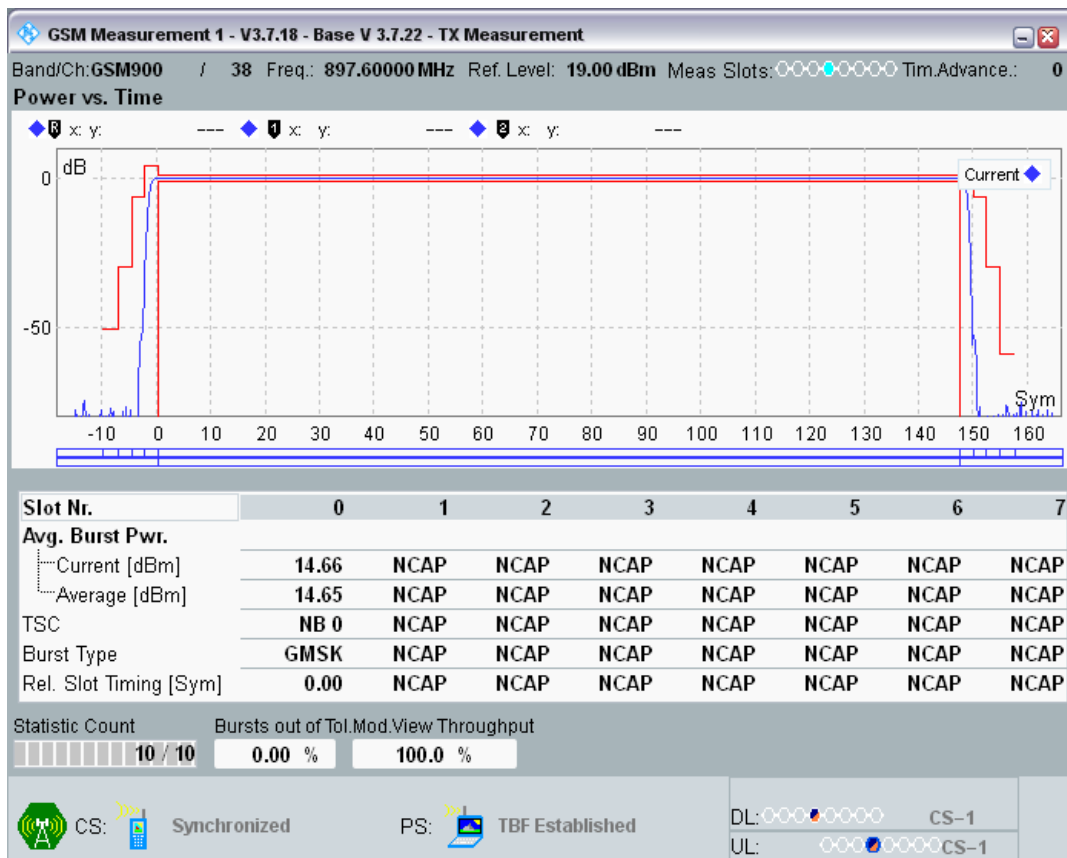 GSM Measurement 1 - V3.7.18 - Base V 3.7.22 - TX Measurement
Band/Ch:GSM900 / 38 Freq.: 897.60000 MHz Ref. Level: 19.00 dBm Meas Slots: Tim.Advance.: 0
Power vs. Time
R x: y: --- 1 x: y: --- 2 x: y: ---
dB
0
Current
-50
Sym
-10 0 10 20 30 40 50 60 70 80 90 100 110 120 130 140 150 160
Slot Nr. 0 1 2 3 4 5 6 7
Avg. Burst Pwr.
Current [dBm] 14.66 NCAP NCAP NCAP NCAP NCAP NCAP NCAP
Average [dBm] 14.65 NCAP NCAP NCAP NCAP NCAP NCAP NCAP
TSC NB 0 NCAP NCAP NCAP NCAP NCAP NCAP NCAP
Burst Type GMSK NCAP NCAP NCAP NCAP NCAP NCAP NCAP
Rel. Slot Timing [Sym] 0.00 NCAP NCAP NCAP NCAP NCAP NCAP NCAP
Statistic Count Bursts out of Tol.Mod.View Throughput
10 / 10 0.00 % 100.0 %
CS: Synchronized PS: TBF Established
DL: CS-1
UL: CS-1